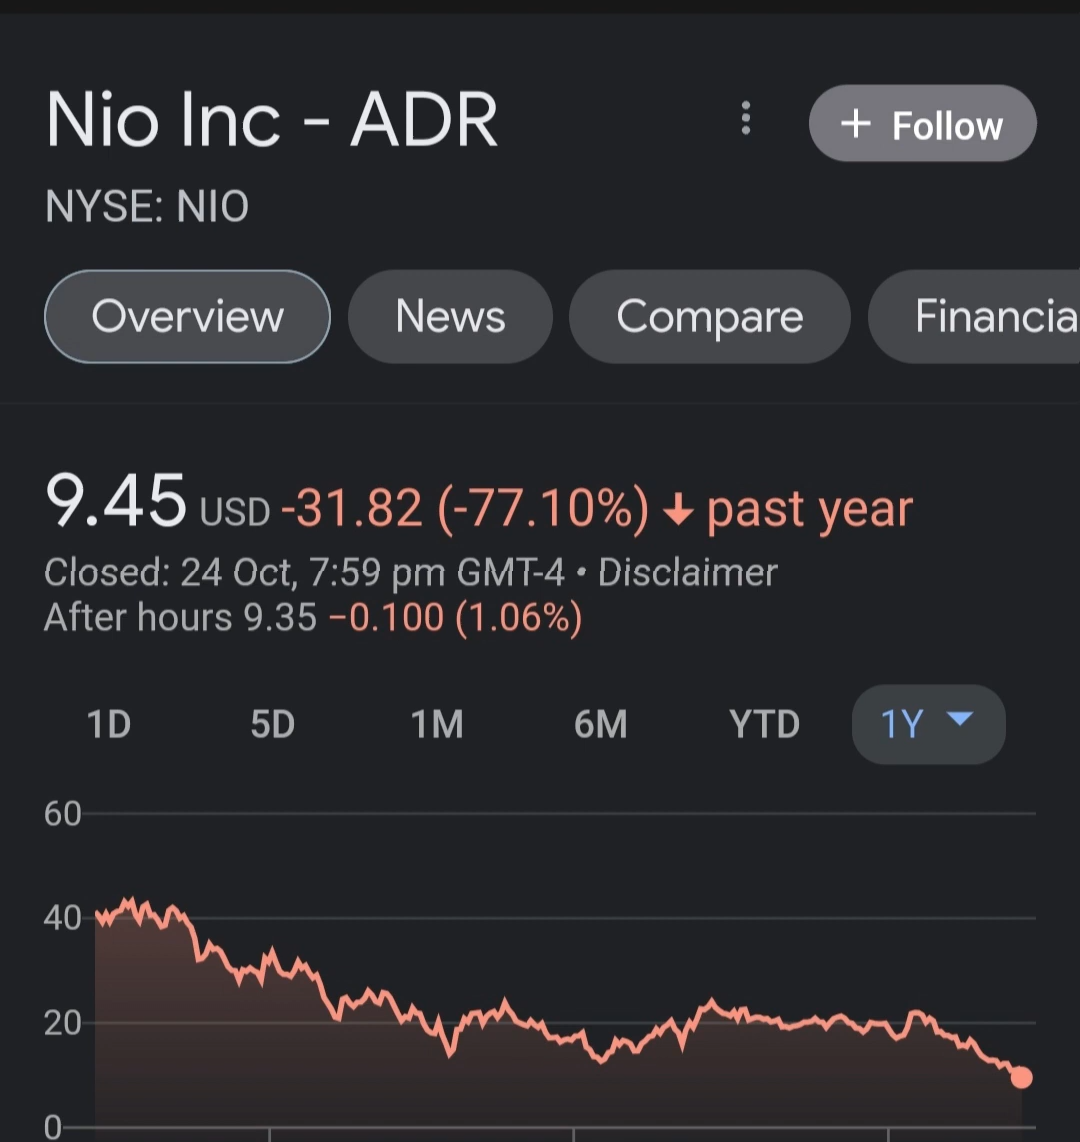 Nio Inc - ADR
+ Follow
NYSE: NIO
Overview News Compare Financia
9.45 USD -31.82 (-77.10%) ↓ past year
Closed: 24 Oct, 7:59 pm GMT-4 • Disclaimer
After hours 9.35 −0.100 (1.06%)
1D 5D 1M 6M YTD 1Y
60
40
20
0